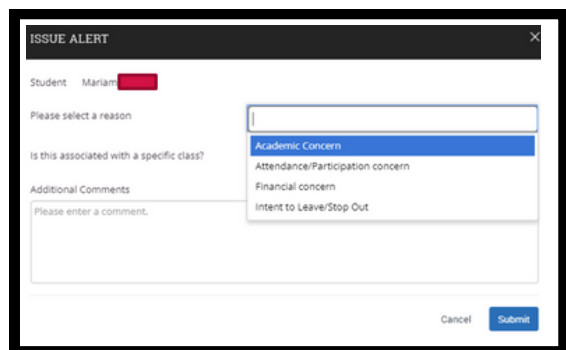 ISSUE ALERT
Student Mariam
Please select a reason
Academic Concern
Attendance/Participation concern
Financial concern
Intent to Leave/Stop Out
Is this associated with a specific class?
Additional Comments
Please enter a comment.
Cancel Submit